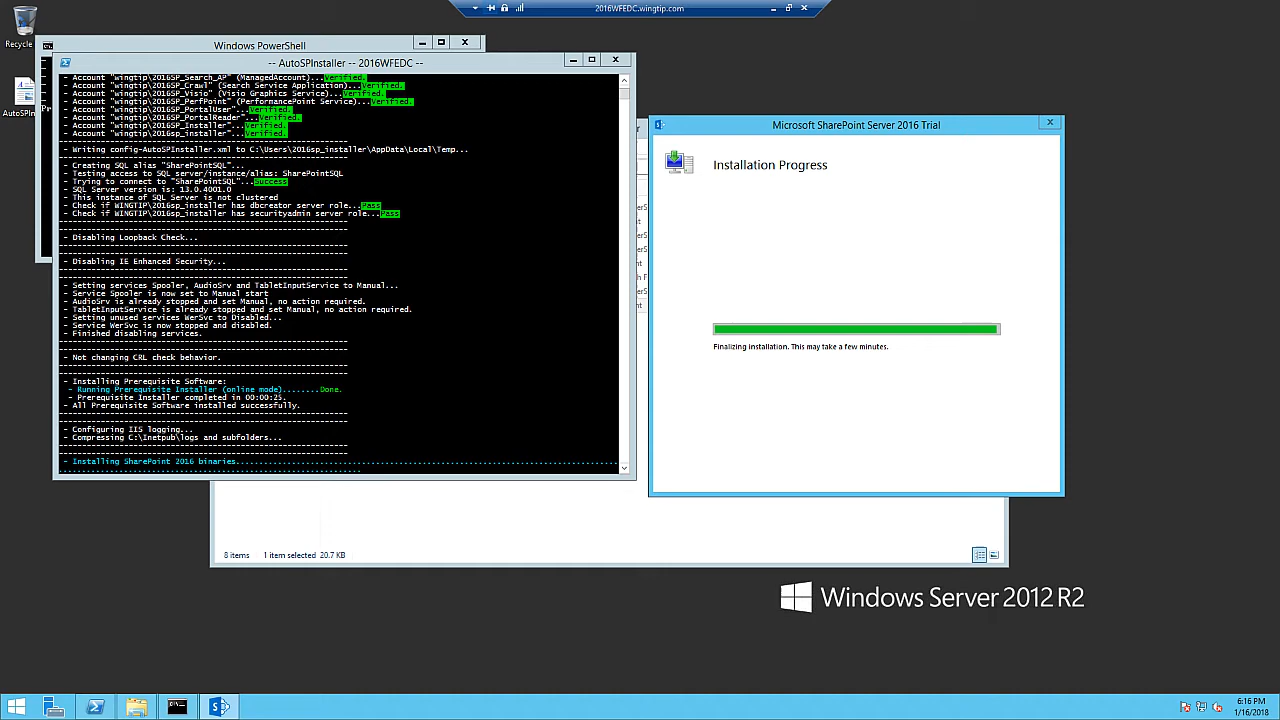 2016WFEDC.wingtip.com
Recycle
AutoSPIn
Windows PowerShell
-- AutoSPInstaller -- 2016WFEDC --
- Account "wingtip\2016SP_Search_AP" (ManagedAccount)...Verified.
- Account "wingtip\2016SP_Crawl" (Search Service Application)...Verified.
- Account "wingtip\2016SP_Visio" (Visio Graphics Service)...Verified.
- Account "wingtip\2016SP_PerfPoint" (PerformancePoint Service)...Verified.
- Account "wingtip\2016SP_PortalUser"...Verified.
- Account "wingtip\2016SP_PortalReader"...Verified.
- Account "wingtip\2016SP_Installer"...Verified.
- Account "wingtip\2016SP_Installer"...Verified.
- Writing config-AutoSPInstaller.xml to C:\Users\2016sp_installer\AppData\Local\Temp...
- Creating SQL alias "SharePointSQL"...
- Testing access to SQL server/instance/alias: SharePointSQL
- Trying to connect to "SharePointSQL"...Success
- SQL Server version is: 13.0.4001.0
- This instance of SQL Server is not clustered
- Check if WINGTIP\2016sp_installer has dbcreator server role...Pass
- Check if WINGTIP\2016sp_installer has securityadmin server role...Pass
- Disabling Loopback Check...
- Disabling IE Enhanced Security...
- Setting services Spooler, AudioSrv and TabletInputService to Manual...
- Service Spooler is now set to Manual start
- AudioSrv is already stopped and set Manual, no action required.
- TabletInputService is already stopped and set Manual, no action required.
- Setting unused services WerSvc to Disabled...
- Service WerSvc is now stopped and disabled.
- Finished disabling services.
- Not changing CRL check behavior.
- Installing Prerequisite Software:
- Running Prerequisite Installer (online mode).......Done.
- Prerequisite Installer completed in 00:00:25.
- All Prerequisite Software installed successfully.
- Configuring IIS logging...
- Compressing C:\Inetpub\logs and subfolders...
- Installing SharePoint 2016 binaries...
Microsoft SharePoint Server 2016 Trial
Installation Progress
Finalizing installation. This may take a few minutes.
8 items 1 item selected 20.7 KB
Windows Server 2012 R2
6:16 PM
1/16/2018